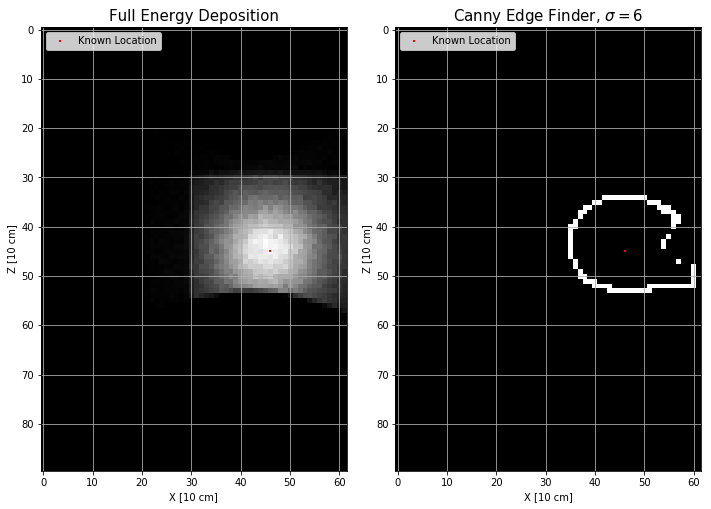 Full Energy Deposition
Known Location
0
10
20
30
40
50
60
70
80
Z [10 cm]
0 10 20 30 40 50 60
X [10 cm]
Canny Edge Finder, σ = 6
Known Location
0
10
20
30
40
50
60
70
80
Z [10 cm]
0 10 20 30 40 50 60
X [10 cm]